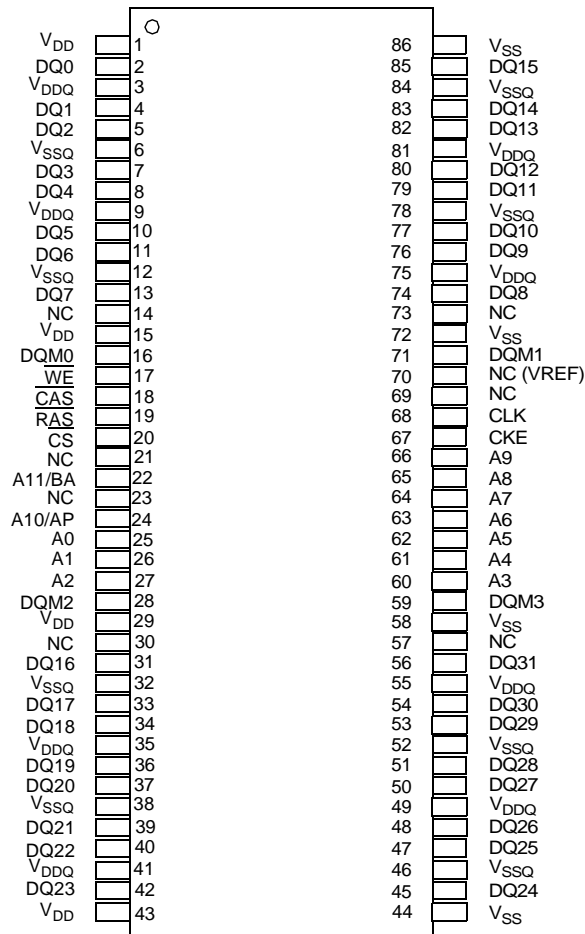 VDD 1 86 VSS
DQ0 2 85 DQ15
VDDQ 3 84 VSSQ
DQ1 4 83 DQ14
DQ2 5 82 DQ13
VSSQ 6 81 VDDQ
DQ3 7 80 DQ12
DQ4 8 79 DQ11
VDDQ 9 78 VSSQ
DQ5 10 77 DQ10
DQ6 11 76 DQ9
VSSQ 12 75 VDDQ
DQ7 13 74 DQ8
NC 14 73 NC
VDD 15 72 VSS
DQM0 16 71 DQM1
WE 17 70 NC (VREF)
CAS 18 69 NC
RAS 19 68 CLK
CS 20 67 CKE
NC 21 66 A9
A11/BA 22 65 A8
NC 23 64 A7
A10/AP 24 63 A6
A0 25 62 A5
A1 26 61 A4
A2 27 60 A3
DQM2 28 59 DQM3
VDD 29 58 VSS
NC 30 57 NC
DQ16 31 56 DQ31
VSSQ 32 55 VDDQ
DQ17 33 54 DQ30
DQ18 34 53 DQ29
VDDQ 35 52 VSSQ
DQ19 36 51 DQ28
DQ20 37 50 DQ27
VSSQ 38 49 VDDQ
DQ21 39 48 DQ26
DQ22 40 47 DQ25
VDDQ 41 46 VSSQ
DQ23 42 45 DQ24
VDD 43 44 VSS